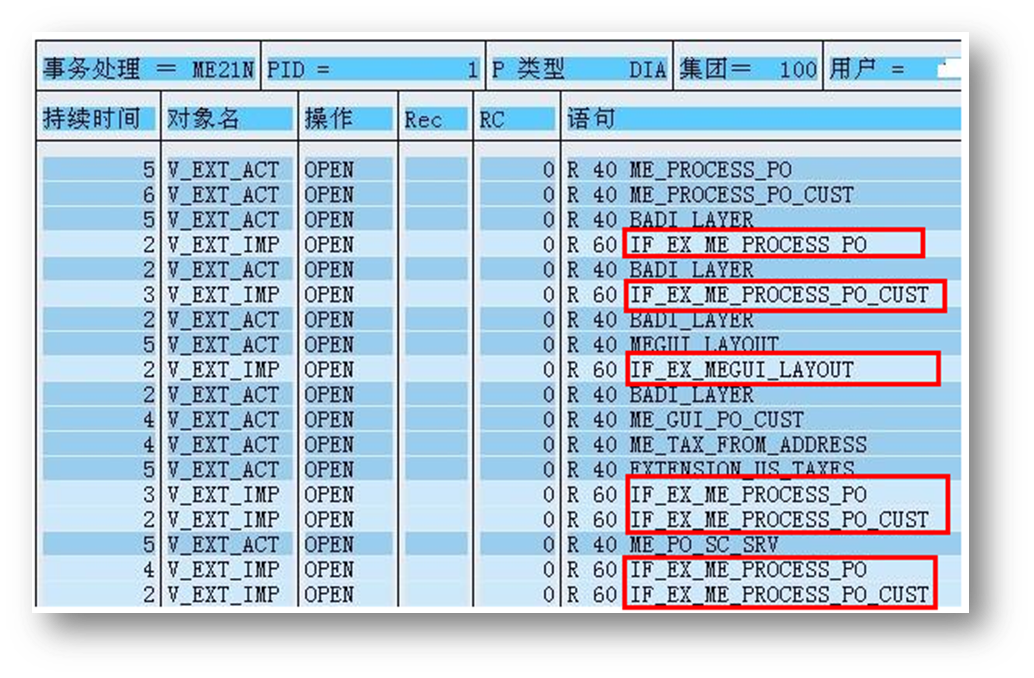 事务处理 = ME21N PID = 1 P 类型 DIA 集团= 100 用户 =
持续时间 对象名 操作 Rec RC 语句
5 V_EXT_ACT OPEN 0 R 40 ME_PROCESS_PO
6 V_EXT_ACT OPEN 0 R 40 ME_PROCESS_PO_CUST
5 V_EXT_ACT OPEN 0 R 40 BADI_LAYER
2 V_EXT_IMP OPEN 0 R 60 IF_EX_ME_PROCESS_PO
2 V_EXT_ACT OPEN 0 R 40 BADI_LAYER
3 V_EXT_IMP OPEN 0 R 60 IF_EX_ME_PROCESS_PO_CUST
2 V_EXT_ACT OPEN 0 R 40 BADI_LAYER
5 V_EXT_ACT OPEN 0 R 40 MEGUI_LAYOUT
2 V_EXT_IMP OPEN 0 R 60 IF_EX_MEGUI_LAYOUT
2 V_EXT_ACT OPEN 0 R 40 BADI_LAYER
4 V_EXT_ACT OPEN 0 R 40 ME_GUI_PO_CUST
4 V_EXT_ACT OPEN 0 R 40 ME_TAX_FROM_ADDRESS
5 V_EXT_ACT OPEN 0 R 40 EXTENSION_US_TAXES
3 V_EXT_IMP OPEN 0 R 60 IF_EX_ME_PROCESS_PO
2 V_EXT_IMP OPEN 0 R 60 IF_EX_ME_PROCESS_PO_CUST
5 V_EXT_ACT OPEN 0 R 40 ME_PO_SC_SRV
4 V_EXT_IMP OPEN 0 R 60 IF_EX_ME_PROCESS_PO
2 V_EXT_IMP OPEN 0 R 60 IF_EX_ME_PROCESS_PO_CUST